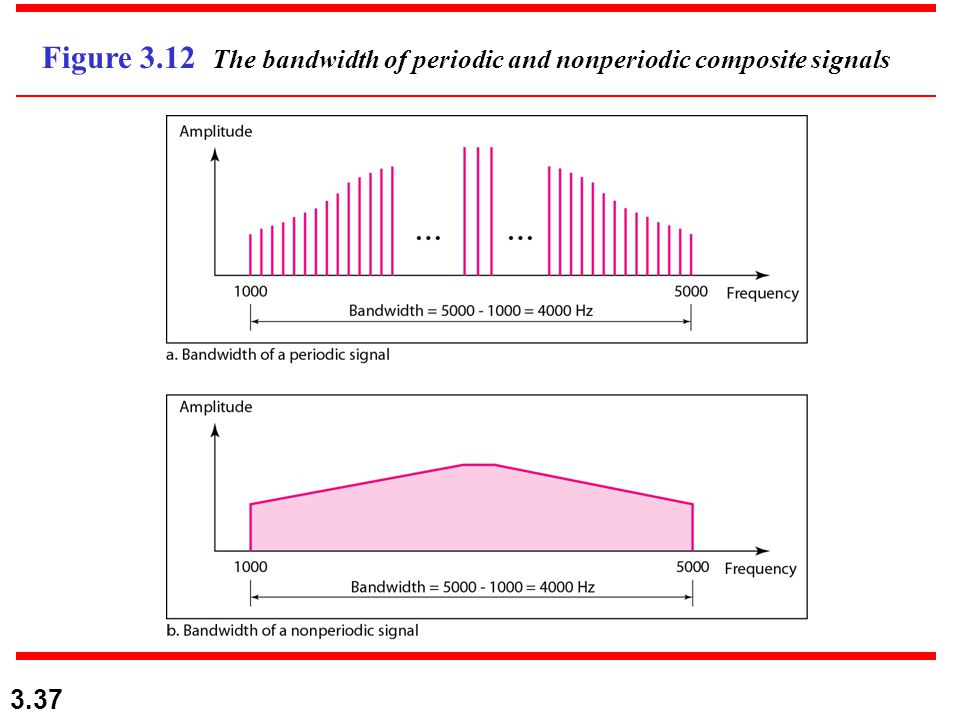 Figure 3.12 The bandwidth of periodic and nonperiodic composite signals
Amplitude
... ...
1000 5000 Frequency
Bandwidth = 5000 - 1000 = 4000 Hz
a. Bandwidth of a periodic signal
Amplitude
1000 5000 Frequency
Bandwidth = 5000 - 1000 = 4000 Hz
b. Bandwidth of a nonperiodic signal
3.37